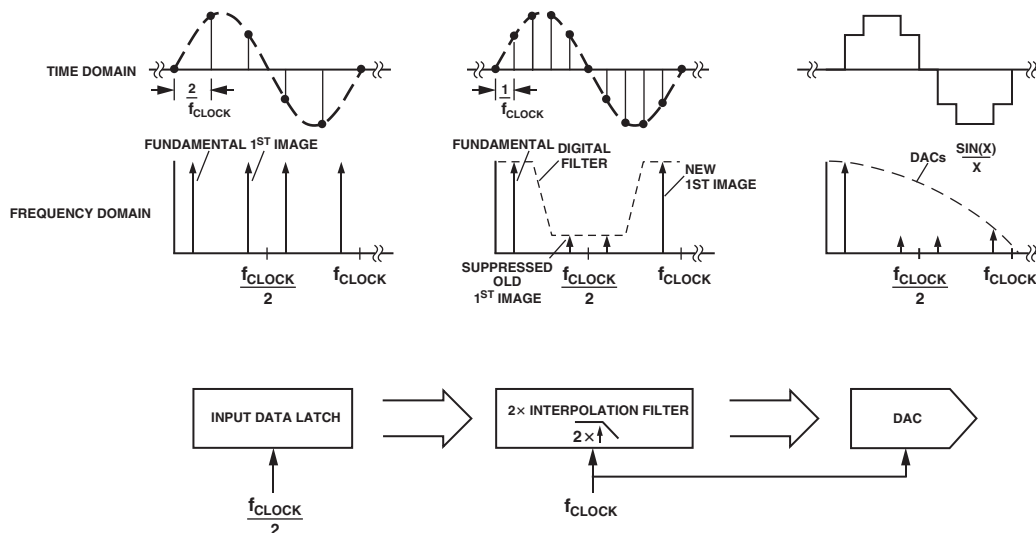 TIME DOMAIN
2
fCLOCK
1
fCLOCK
FUNDAMENTAL 1ST IMAGE
FUNDAMENTAL
DIGITAL
FILTER
NEW
1ST IMAGE
DACs
SIN(X)
X
FREQUENCY DOMAIN
fCLOCK
2
fCLOCK
SUPPRESSED
OLD
1ST IMAGE
fCLOCK
2
fCLOCK
fCLOCK
2
fCLOCK
INPUT DATA LATCH
2× INTERPOLATION FILTER
2×
DAC
fCLOCK
2
fCLOCK